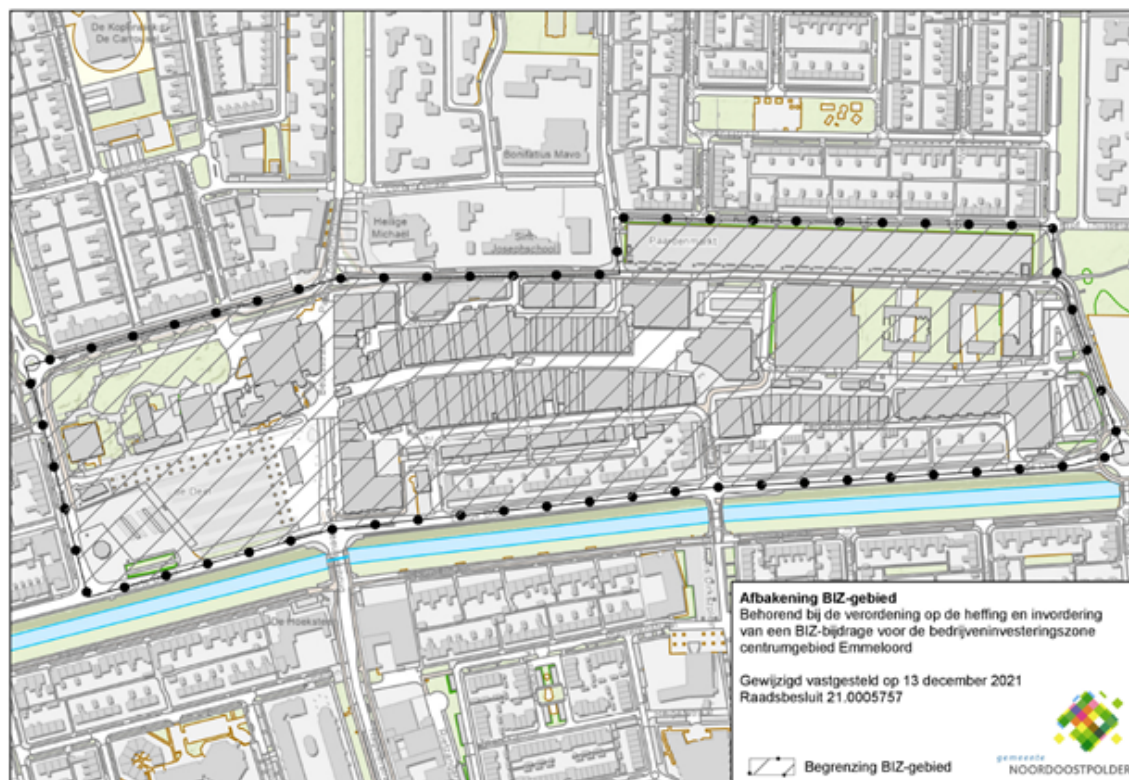 De Koplopers
De Carrousel
Bonifatius Mavo
Heilige
Michaël
Sint
Josephschool
Paardenmarkt
de Deel
De Hoeksteen
Afbakening BIZ-gebied
Behorend bij de verordening op de heffing en invordering
van een BIZ-bijdrage voor de bedrijveninvesteringszone
centrumgebied Emmeloord
Gewijzigd vastgesteld op 13 december 2021
Raadsbesluit 21.0005757
Begrenzing BIZ-gebied
gemeente
NOORDOOSTPOLDER